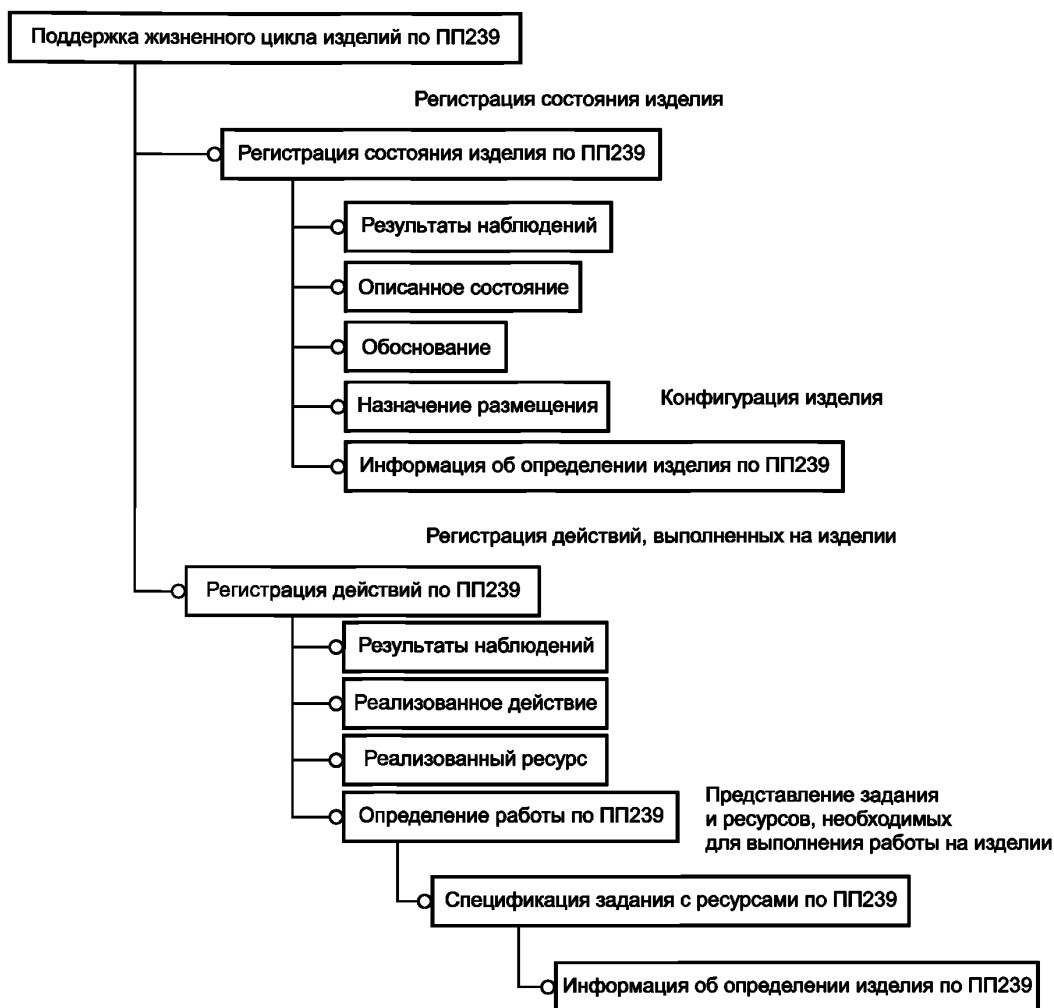 Поддержка жизненного цикла изделий по ПП239
Регистрация состояния изделия
Регистрация состояния изделия по ПП239
Результаты наблюдений
Описанное состояние
Обоснование
Назначение размещения
Конфигурация изделия
Информация об определении изделия по ПП239
Регистрация действий, выполненных на изделии
Регистрация действий по ПП239
Результаты наблюдений
Реализованное действие
Реализованный ресурс
Определение работы по ПП239
Представление задания
и ресурсов, необходимых
для выполнения работы на изделии
Спецификация задания с ресурсами по ПП239
Информация об определении изделия по ПП239